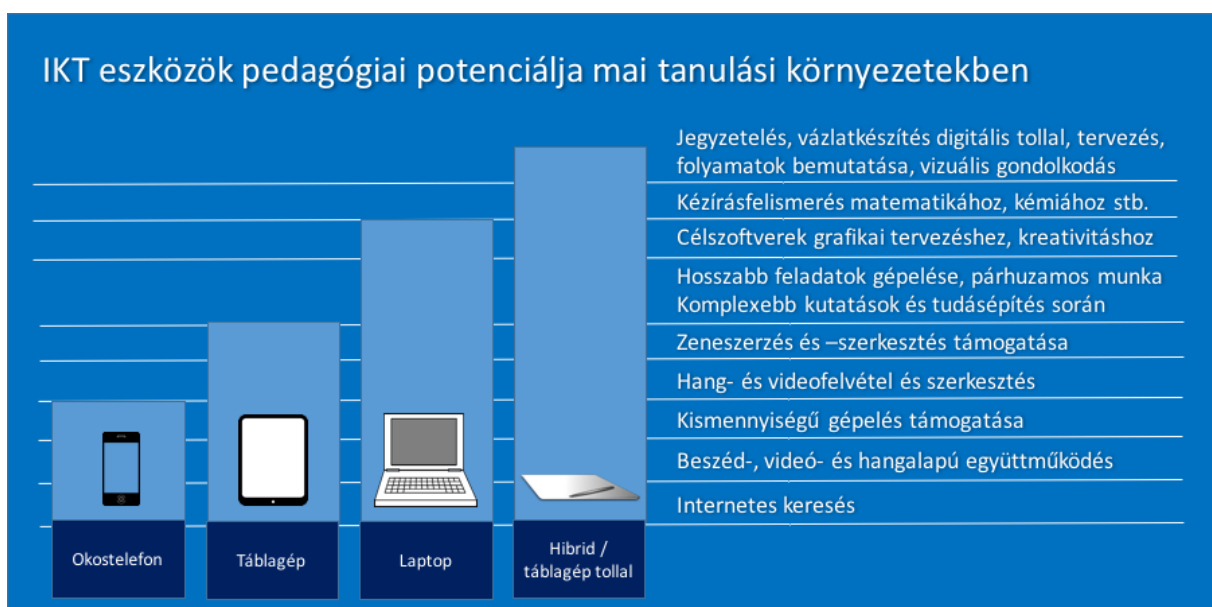 IKT eszközök pedagógiai potenciálja mai tanulási környezetekben
Jegyzetelés, vázlatkészítés digitális tollal, tervezés,
folyamatok bemutatása, vizuális gondolkodás
Kézírásfelismerés matematikához, kémiához stb.
Célszoftverek grafikai tervezéshez, kreativitáshoz
Hosszabb feladatok gépelése, párhuzamos munka
Komplexebb kutatások és tudásépítés során
Zeneszerzés és –szerkesztés támogatása
Hang- és videofelvétel és szerkesztés
Kismennyiségű gépelés támogatása
Beszéd-, videó- és hangalapú együttműködés
Internetes keresés
Okostelefon
Táblagép
Laptop
Hibrid /
táblagép tollal